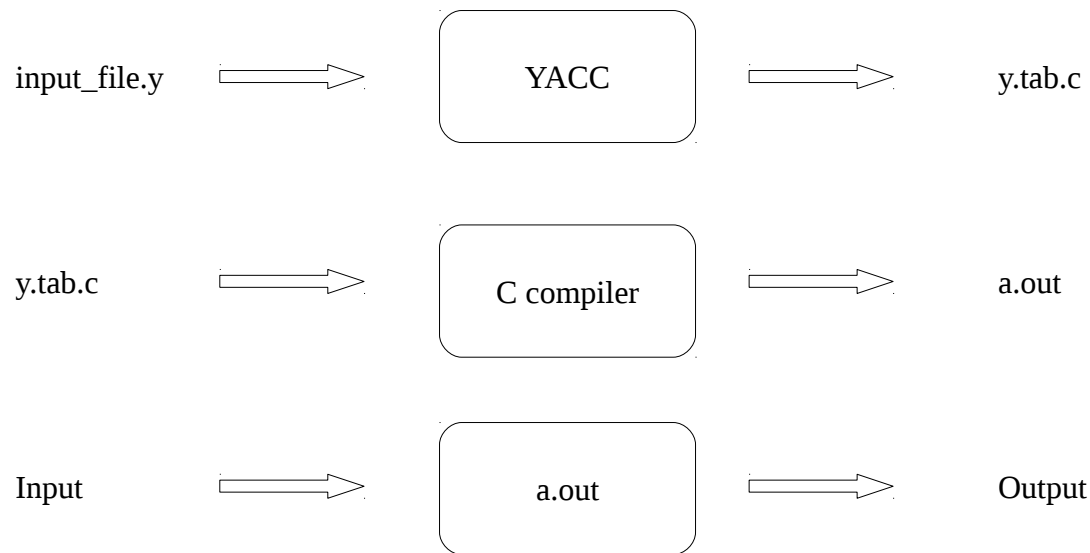 input_file.y
YACC
y.tab.c
y.tab.c
C compiler
a.out
Input
a.out
Output